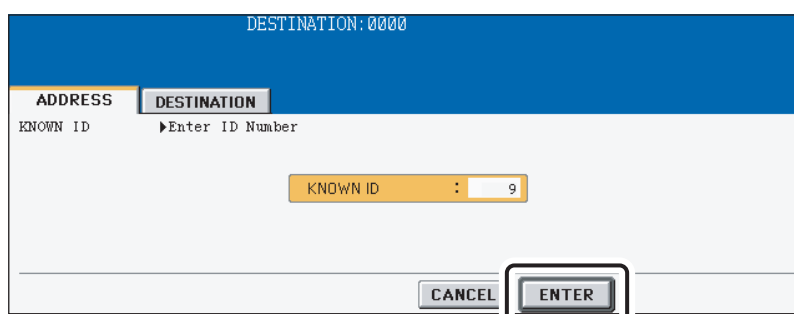 DESTINATION:0000
ADDRESS DESTINATION
KNOWN ID ▶Enter ID Number
KNOWN ID : 9
CANCEL ENTER